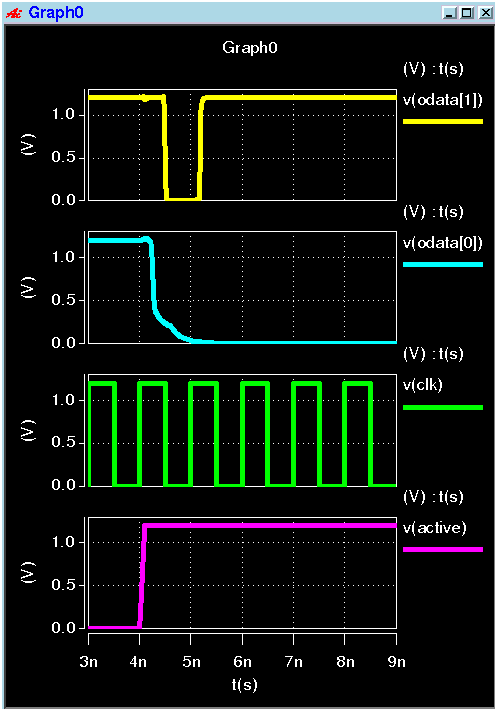 Graph0
Graph0
(V) : t(s)
v(odata[1])
1.0
(V)
0.5
0.0
(V) : t(s)
v(odata[0])
1.0
(V)
0.5
0.0
(V) : t(s)
v(clk)
1.0
(V)
0.5
0.0
(V) : t(s)
v(active)
1.0
(V)
0.5
0.0
3n 4n 5n 6n 7n 8n 9n
t(s)